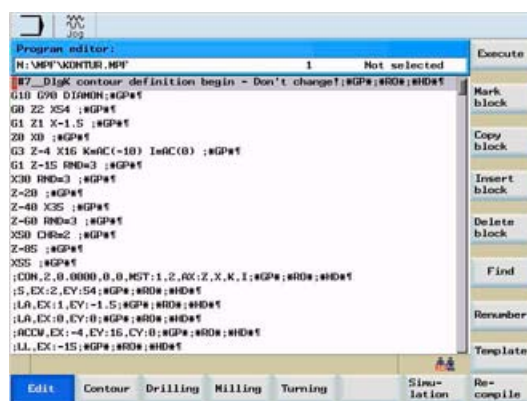 Jog
Program editor:
N:\MPF\KONTUR.MPF 1 Not selected
#7__DlgK contour definition begin - Don't change!;#GP#;#RO#;#HD#¶
G18 G90 DIAMON;#GP#¶
G0 Z2 X54 ;#GP#¶
G1 Z1 X-1.5 ;#GP#¶
Z0 X0 ;#GP#¶
G3 Z-4 X16 K=AC(-10) I=AC(0) ;#GP#¶
G1 Z-15 RND=3 ;#GP#¶
X30 RND=3 ;#GP#¶
Z-20 ;#GP#¶
Z-40 X35 ;#GP#¶
Z-60 RND=3 ;#GP#¶
X50 CHR=2 ;#GP#¶
Z-85 ;#GP#¶
X55 ;#GP#¶
;CON,2,0.0000,0,0,MST:1,2,AX:Z,X,K,I;#GP#;#RO#;#HD#¶
;S,EX:2,EY:54;#GP#;#RO#;#HD#¶
;LA,EX:1,EY:-1.5;#GP#;#RO#;#HD#¶
;LA,EX:0,EY:0;#GP#;#RO#;#HD#¶
;ACCW,EX:-4,EY:16,CY:0;#GP#;#RO#;#HD#¶
;LL,EX:-15;#GP#;#RO#;#HD#¶
Execute
Mark
block
Copy
block
Insert
block
Delete
block
Find
Renumber
Template
Re-
compile
Edit Contour Drilling Milling Turning Simu-
lation